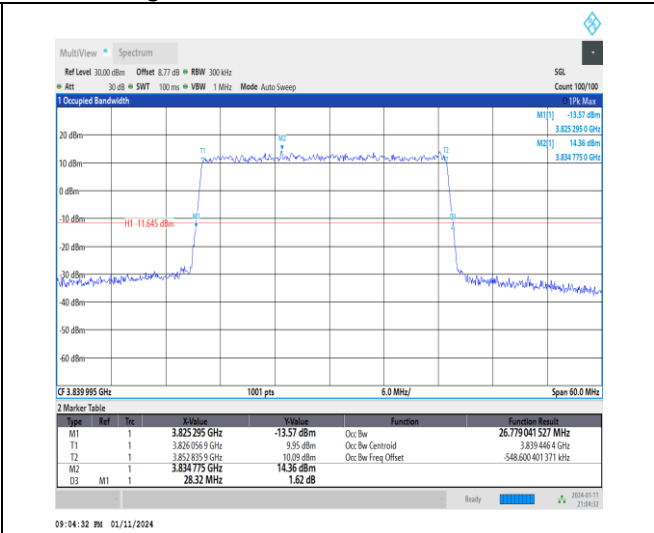 MultiView Spectrum
Ref Level 30.00 dBm Offset 8.77 dB RBW 300 kHz SGL
Att 30 dB SWT 100 ms VBW 1 MHz Mode Auto Sweep Count 100/100
1 Occupied Bandwidth 1Pk Max
M1[1] -13.57 dBm
3.825 295 0 GHz
M2[1] 14.36 dBm
3.834 775 0 GHz
20 dBm
M2
T1
T2
10 dBm
0 dBm
-10 dBm
M1
D3
H1 -11.645 dBm
-20 dBm
-30 dBm
-40 dBm
-50 dBm
-60 dBm
CF 3.839 995 GHz 1001 pts 6.0 MHz/ Span 60.0 MHz
2 Marker Table
Type Ref Trc X-Value Y-Value Function Function Result
M1 1 3.825 295 GHz -13.57 dBm Occ Bw 26.779 041 527 MHz
T1 1 3.826 056 9 GHz 9.95 dBm Occ Bw Centroid 3.839 446 4 GHz
T2 1 3.852 835 9 GHz 10.09 dBm Occ Bw Freq Offset -548.600 401 371 kHz
M2 1 3.834 775 GHz 14.36 dBm
D3 M1 1 28.32 MHz 1.62 dB
Ready 2024-01-11
21:04:32
09:04:32 PM 01/11/2024